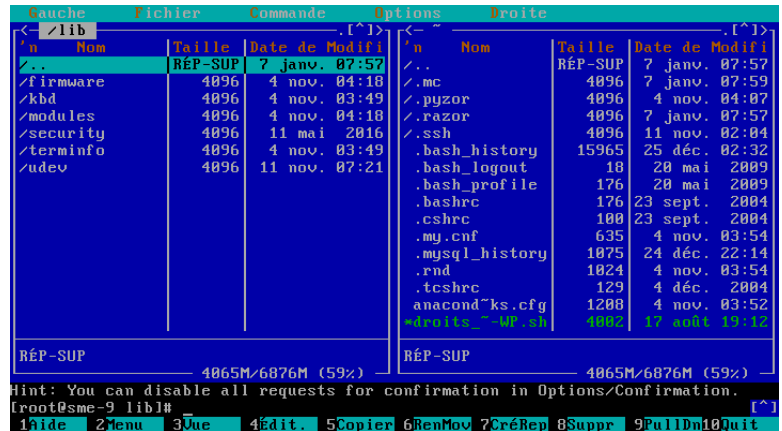 Gauche Fichier Commande Options Droite
<- /lib .[^]> <- ~ .[^]>
'n Nom Taille Date de Modifi 'n Nom Taille Date de Modifi
/.. RÉP-SUP 7 janv. 07:57 /.. RÉP-SUP 7 janv. 07:57
/firmware 4096 4 nov. 04:18 /.mc 4096 7 janv. 07:59
/kbd 4096 4 nov. 03:49 /.pyzor 4096 4 nov. 04:07
/modules 4096 4 nov. 04:18 /.razor 4096 7 janv. 07:57
/security 4096 11 mai 2016 /.ssh 4096 11 nov. 02:04
/terminfo 4096 4 nov. 03:49 .bash_history 15965 25 déc. 02:32
/udev 4096 11 nov. 07:21 .bash_logout 18 20 mai 2009
.bash_profile 176 20 mai 2009
.bashrc 176 23 sept. 2004
.cshrc 100 23 sept. 2004
.my.cnf 635 4 nov. 03:54
.mysql_history 1075 24 déc. 22:14
.rnd 1024 4 nov. 03:54
.tcshrc 129 4 déc. 2004
anacond~ks.cfg 1208 4 nov. 03:52
*droits_~-WP.sh 4002 17 août 19:12
RÉP-SUP RÉP-SUP
4065M/6876M (59%) 4065M/6876M (59%)
Hint: You can disable all requests for confirmation in Options/Confirmation.
[root@sme-9 lib]# _ [^]
1Aide 2Menu 3Vue 4Édit. 5Copier 6RenMov 7CréRep 8Suppr 9PullDn 10Quit